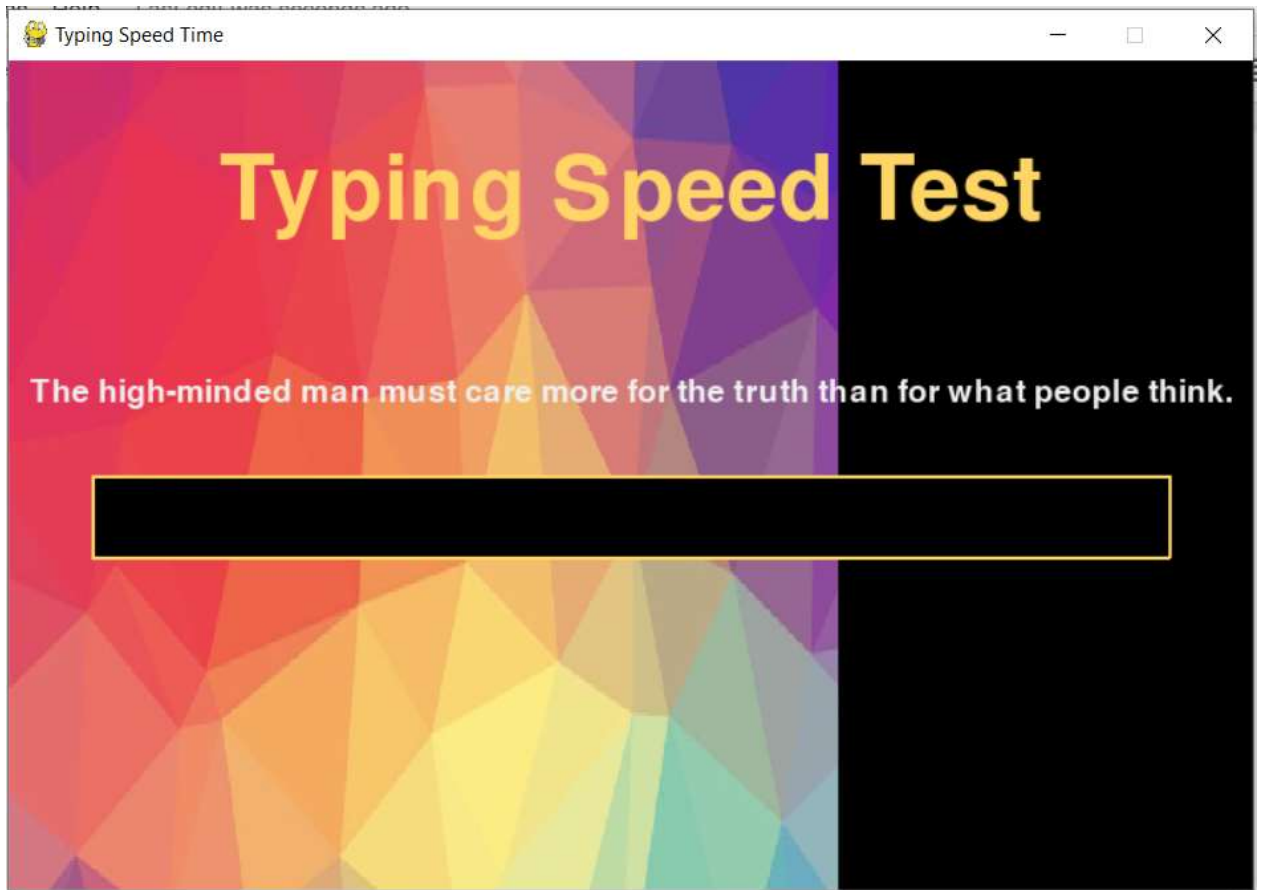 Typing Speed Time
Typing Speed Test
The high-minded man must care more for the truth than for what people think.